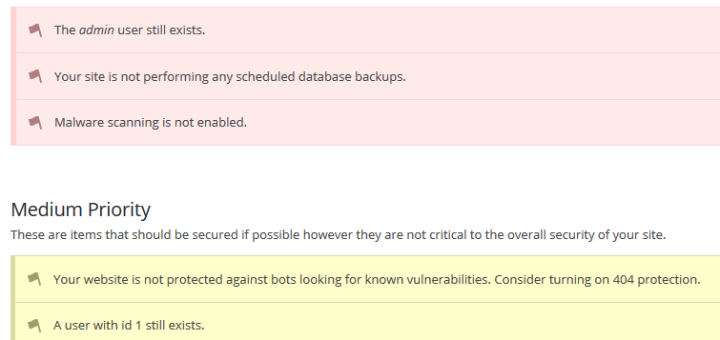 The admin user still exists.
Your site is not performing any scheduled database backups.
Malware scanning is not enabled.
Medium Priority
These are items that should be secured if possible however they are not critical to the overall security of your site.
Your website is not protected against bots looking for known vulnerabilities. Consider turning on 404 protection.
A user with id 1 still exists.